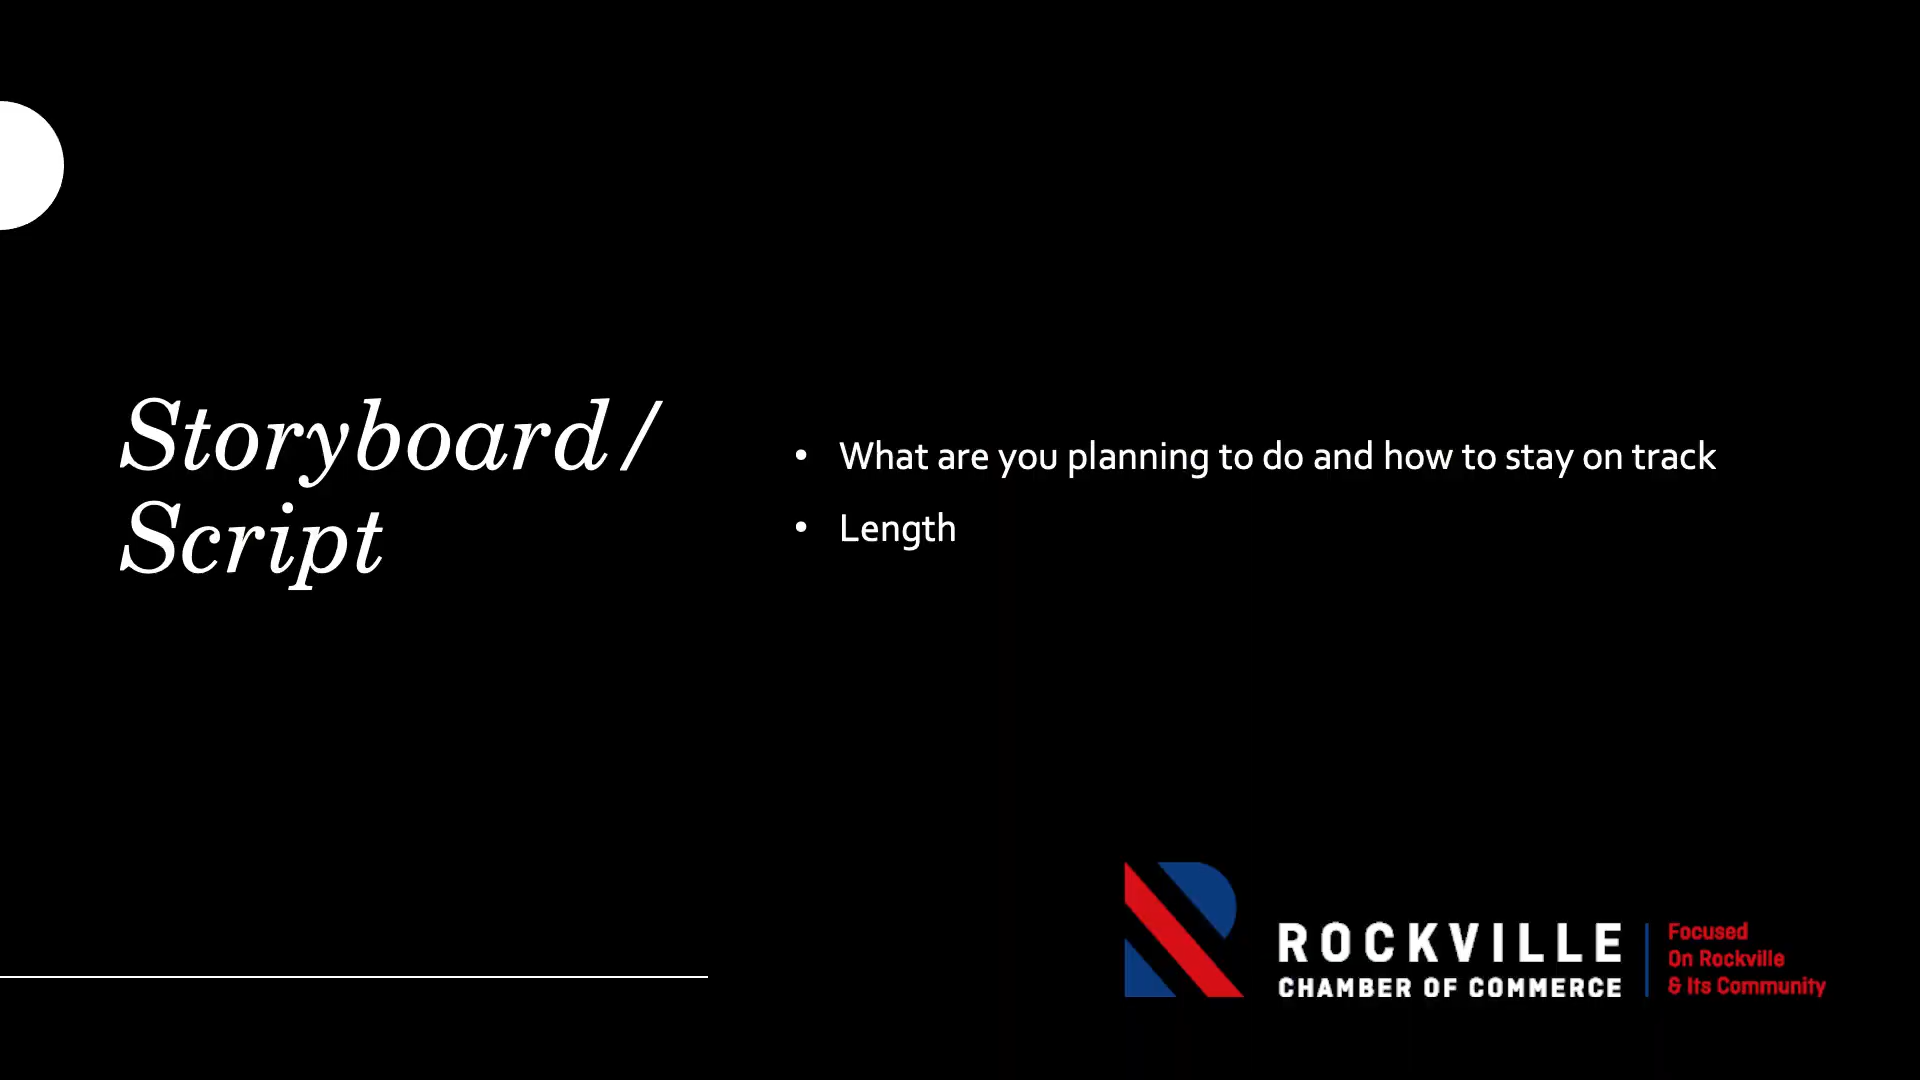 Storyboard/
Script
• What are you planning to do and how to stay on track
• Length
ROCKVILLE
CHAMBER OF COMMERCE
Focused
On Rockville
& Its Community